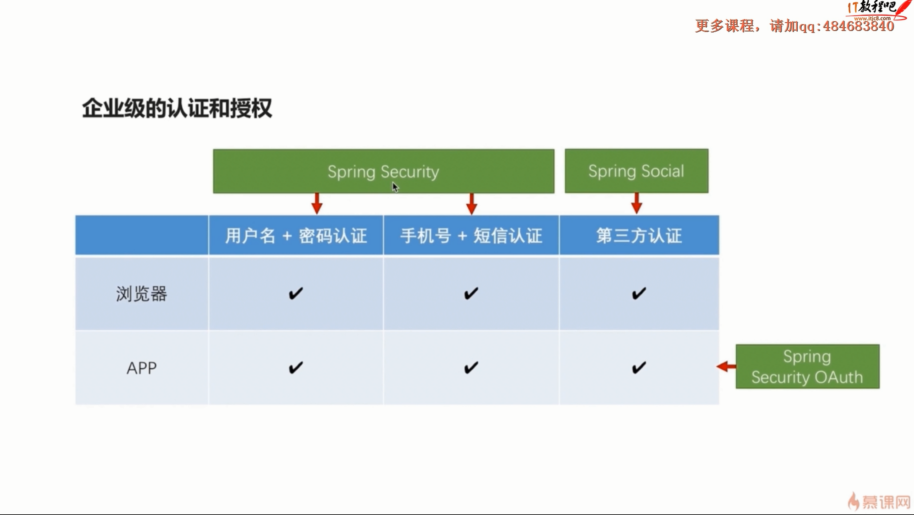 IT教程吧
更多课程，请加qq:484683840
企业级的认证和授权
Spring Security
Spring Social
用户名 + 密码认证
手机号 + 短信认证
第三方认证
浏览器
APP
Spring
Security OAuth
慕课网